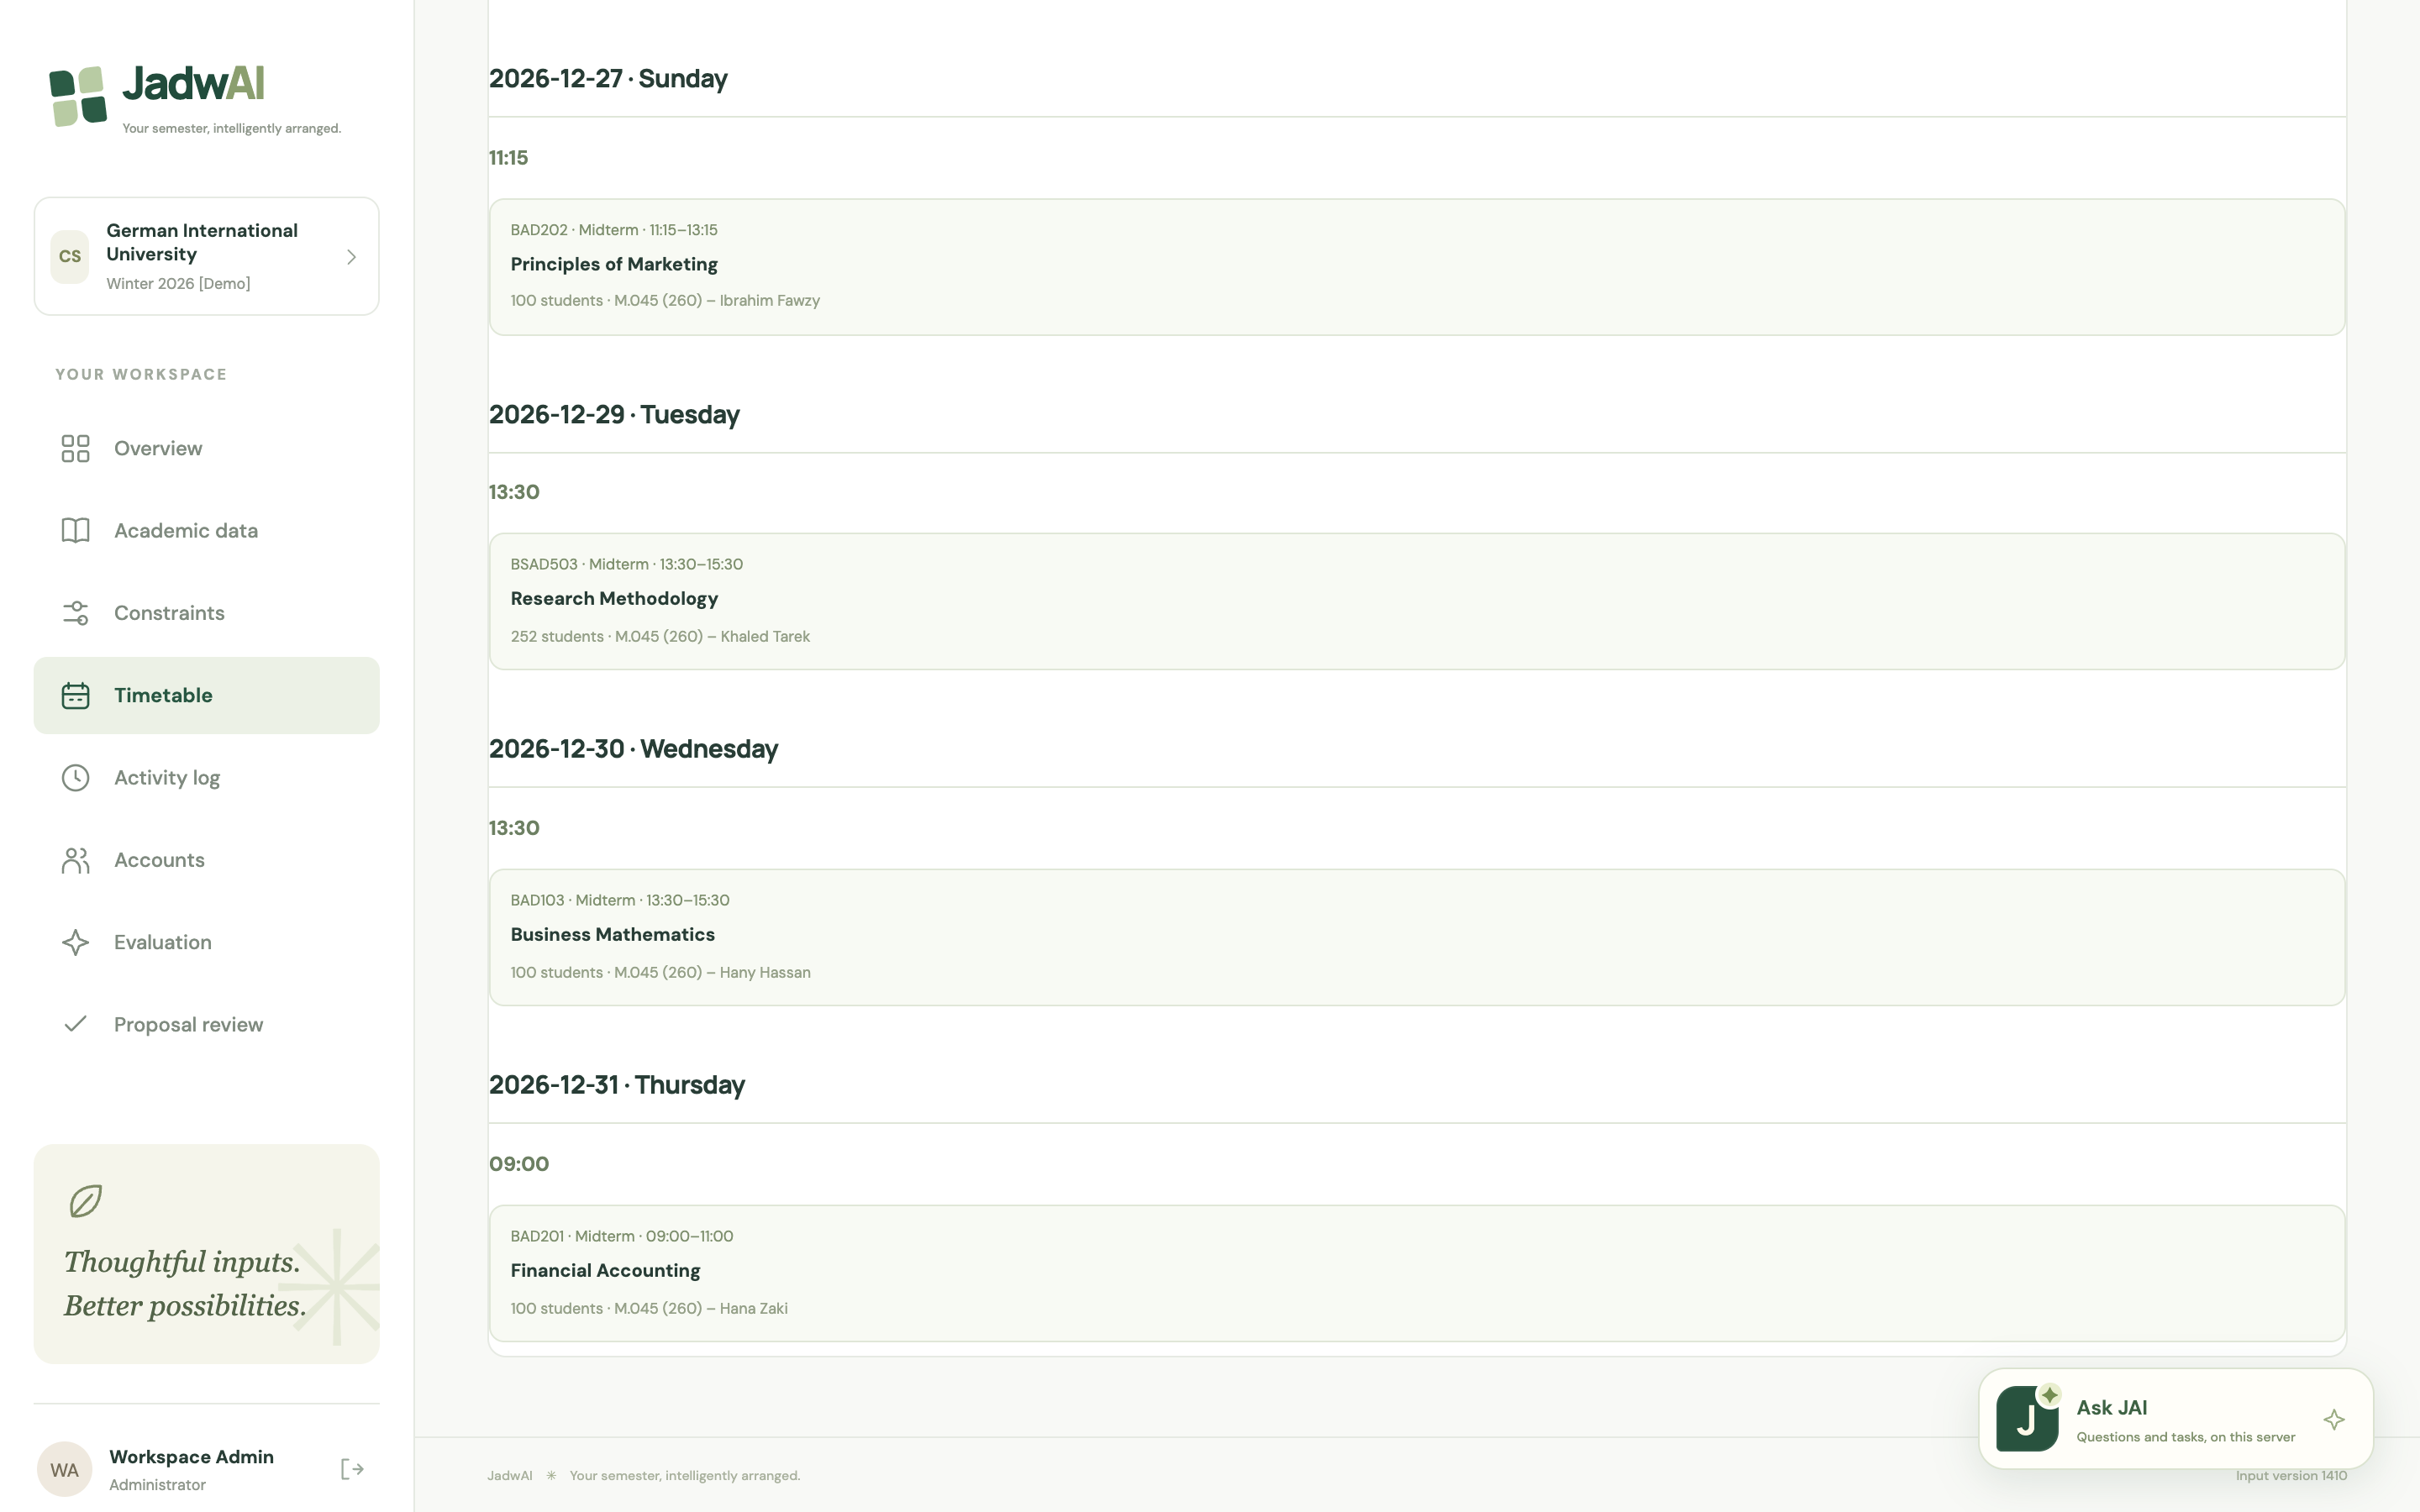 JadwAI
Your semester, intelligently arranged.
CS
German International
University
Winter 2026 [Demo]
YOUR WORKSPACE
Overview
Academic data
Constraints
Timetable
Activity log
Accounts
Evaluation
Proposal review
Thoughtful inputs.
Better possibilities.
WA
Workspace Admin
Administrator
2026-12-27 · Sunday
11:15
BAD202 · Midterm · 11:15–13:15
Principles of Marketing
100 students · M.045 (260) – Ibrahim Fawzy
2026-12-29 · Tuesday
13:30
BSAD503 · Midterm · 13:30–15:30
Research Methodology
252 students · M.045 (260) – Khaled Tarek
2026-12-30 · Wednesday
13:30
BAD103 · Midterm · 13:30–15:30
Business Mathematics
100 students · M.045 (260) – Hany Hassan
2026-12-31 · Thursday
09:00
BAD201 · Midterm · 09:00–11:00
Financial Accounting
100 students · M.045 (260) – Hana Zaki
J
Ask JAI
Questions and tasks, on this server
JadwAI ✳ Your semester, intelligently arranged.
Input version 1410